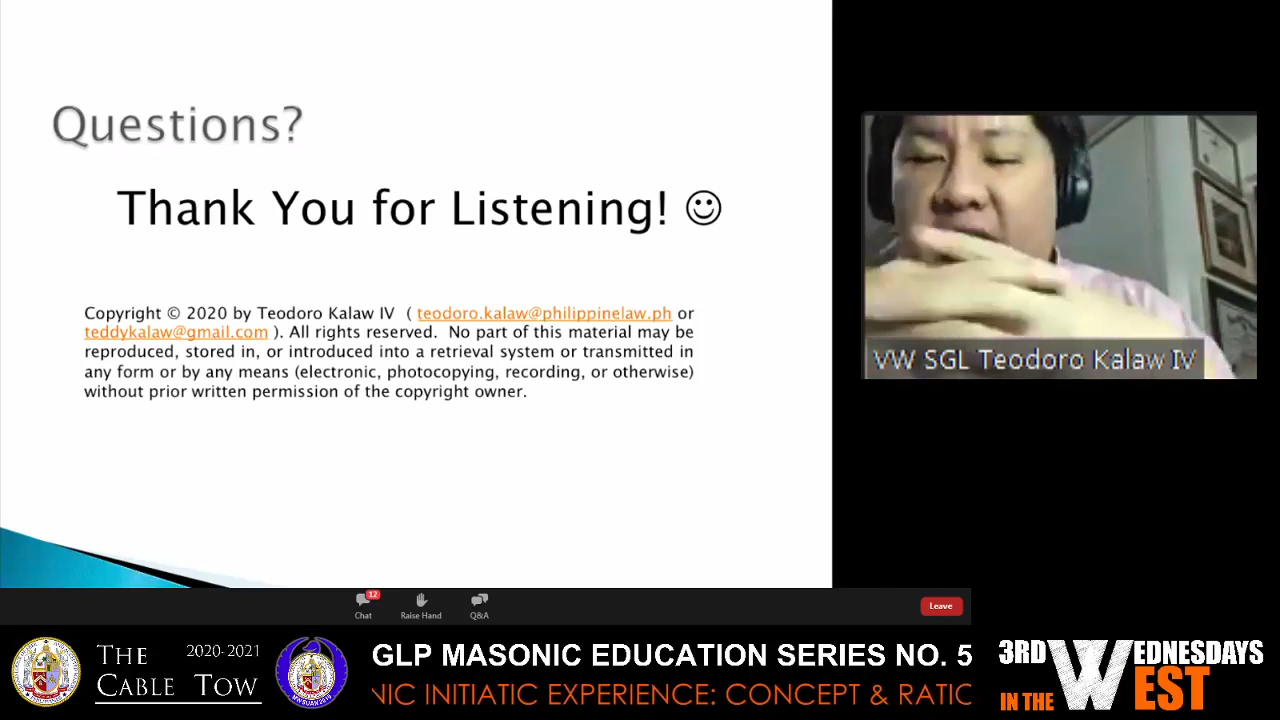 Questions?
Thank You for Listening! ☺
Copyright © 2020 by Teodoro Kalaw IV ( teodoro.kalaw@philippinelaw.ph or
teddykalaw@gmail.com ). All rights reserved. No part of this material may be
reproduced, stored in, or introduced into a retrieval system or transmitted in
any form or by any means (electronic, photocopying, recording, or otherwise)
without prior written permission of the copyright owner.
VW SGL Teodoro Kalaw IV
12
Chat
Raise Hand
Q&A
Leave
THE 2020-2021
CABLE TOW
GLP MASONIC EDUCATION SERIES NO. 5
NIC INITIATIC EXPERIENCE: CONCEPT & RATIO
3RD WEDNESDAYS
IN THE WEST